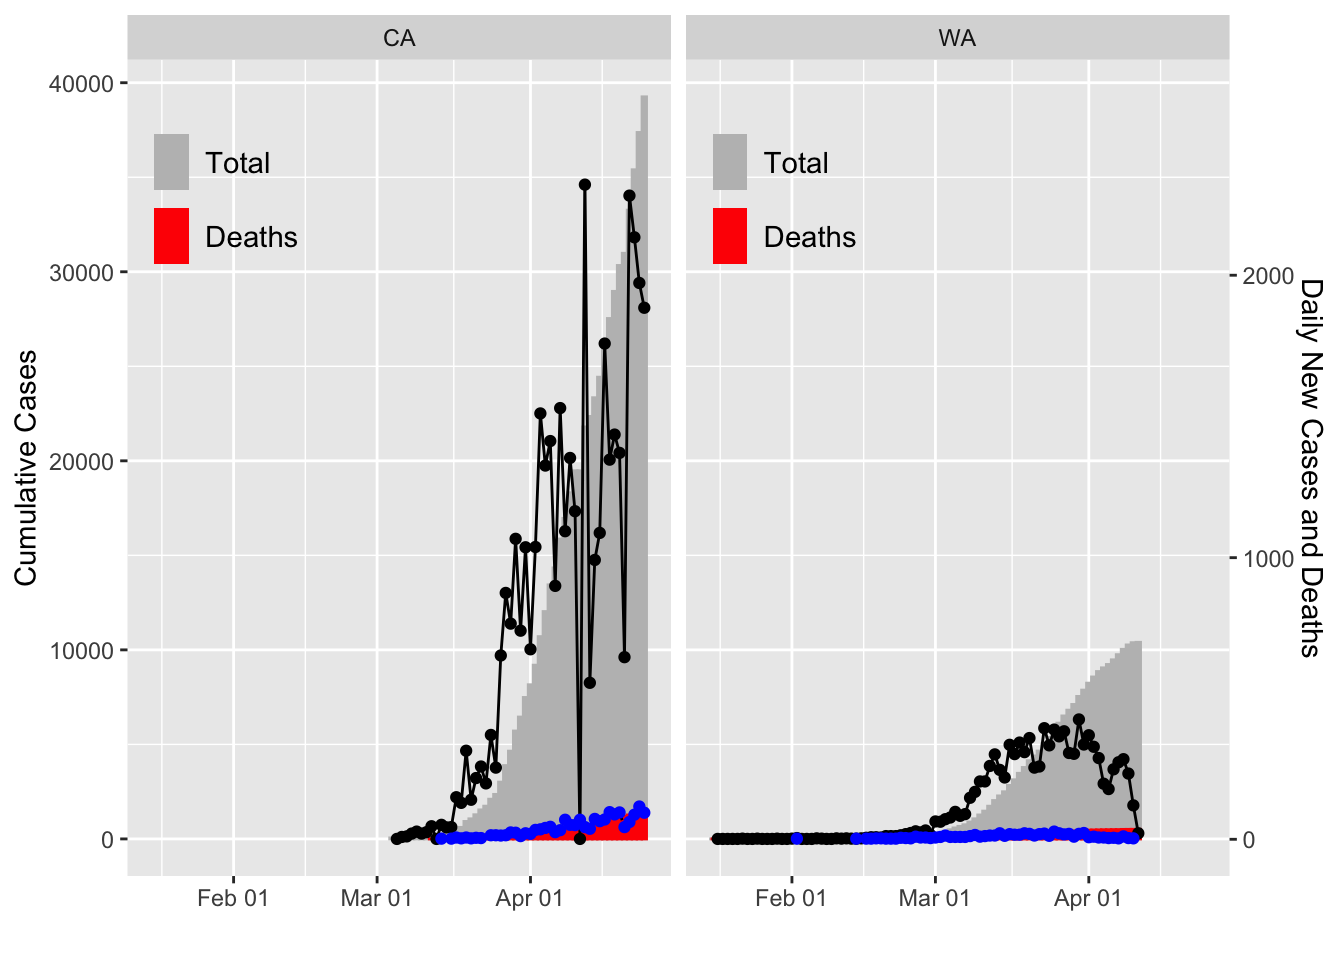 CA
WA
40000
30000
20000
10000
0
Total
Deaths
Total
Deaths
2000
1000
0
Feb 01
Mar 01
Apr 01
Feb 01
Mar 01
Apr 01
Cumulative Cases
Daily New Cases and Deaths